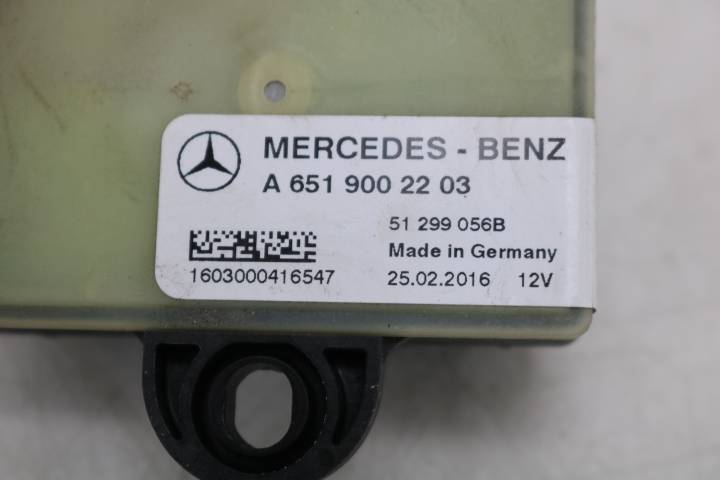 MERCEDES - BENZ
A 651 900 22 03
51 299 056B
Made in Germany
1603000416547
25.02.2016 12V